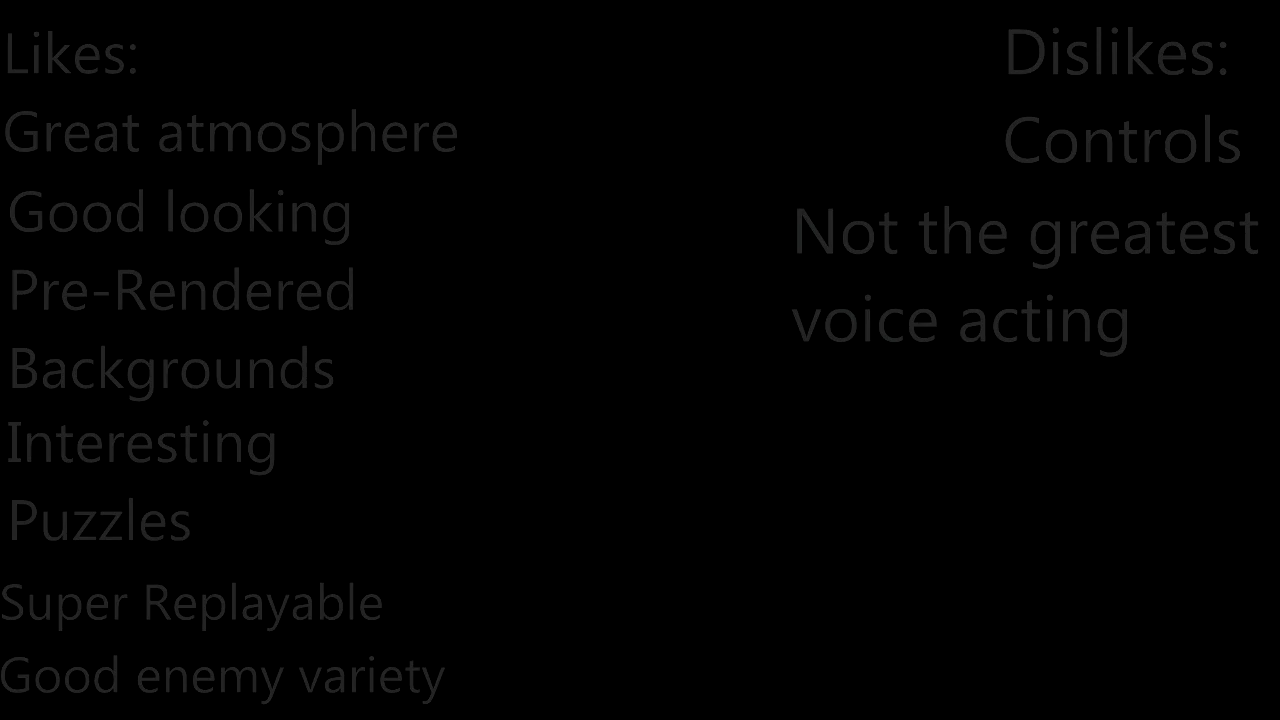 Likes:
Great atmosphere
Good looking
Pre-Rendered
Backgrounds
Interesting
Puzzles
Super Replayable
Good enemy variety
Dislikes:
Controls
Not the greatest
voice acting